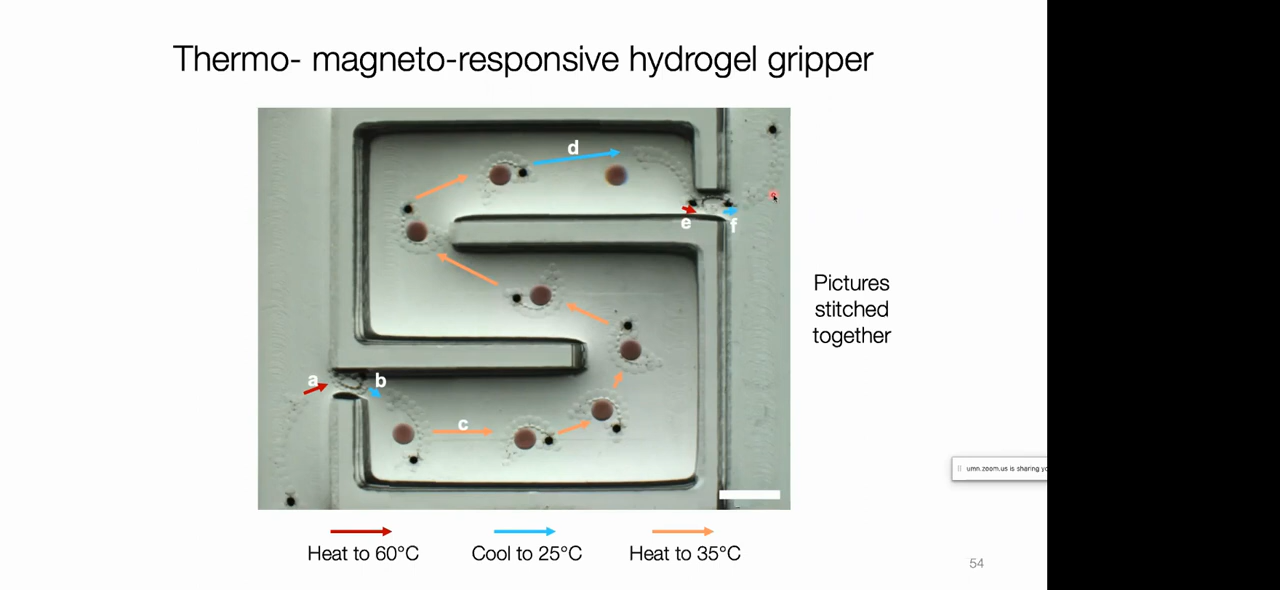 Thermo- magneto-responsive hydrogel gripper
d
e
f
Pictures
stitched
together
a
b
c
umn.zoom.us is sharing yo
Heat to 60°C
Cool to 25°C
Heat to 35°C
54